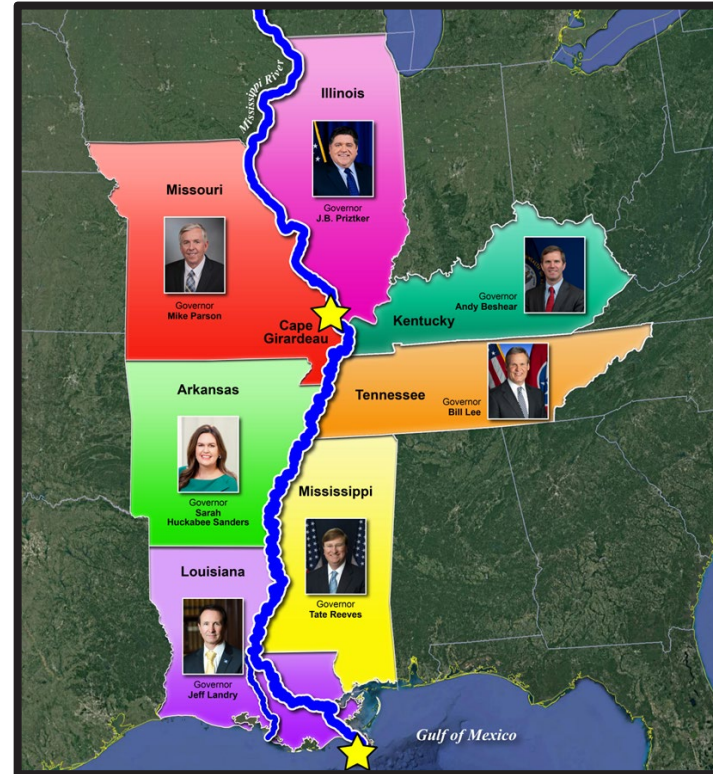 Mississippi River
Illinois
Governor
J.B. Priztker
Missouri
Governor
Mike Parson
Cape
Girardeau
Kentucky
Governor
Andy Beshear
Tennessee
Governor
Bill Lee
Arkansas
Governor
Sarah
Huckabee Sanders
Mississippi
Governor
Tate Reeves
Louisiana
Governor
Jeff Landry
Gulf of Mexico